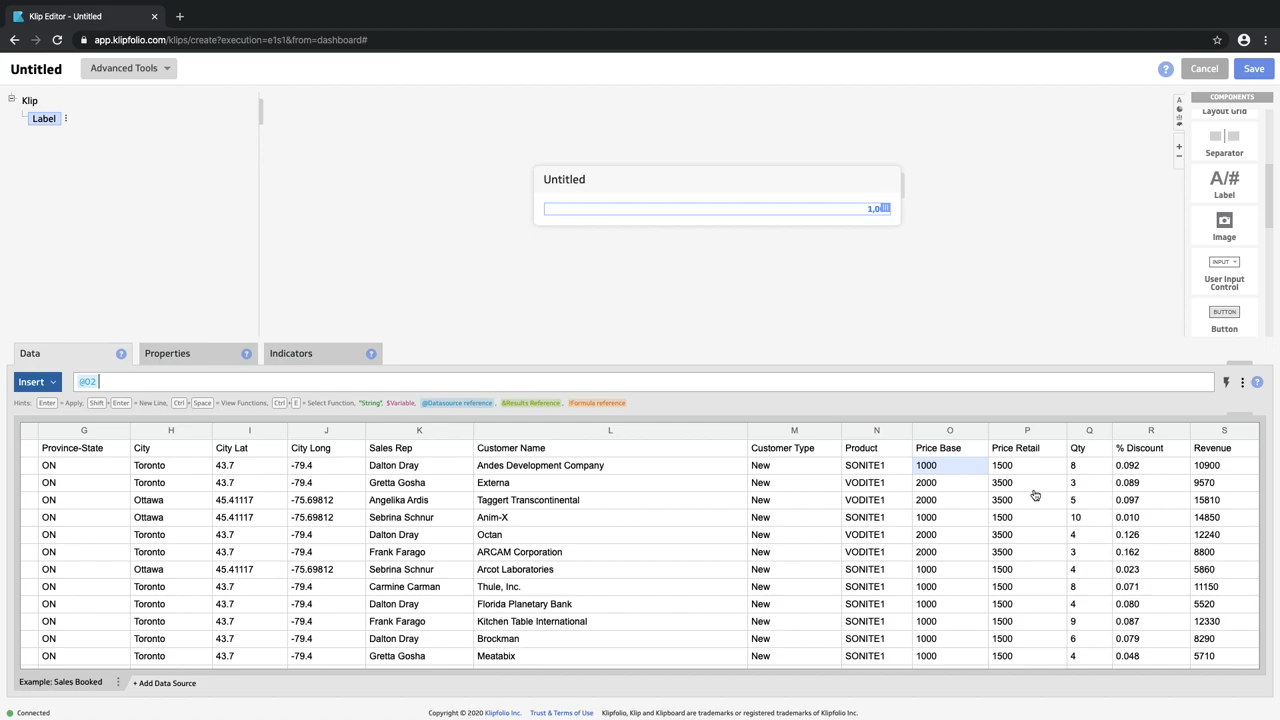 Klip Editor - Untitled
app.klipfolio.com/klips/create?execution=e1s1&from=dashboard#
Untitled
Advanced Tools
?
Cancel
Save
Klip
Label
Untitled
A
COMPONENTS
Layout Grid
Separator
A/#
Label
Image
INPUT
User Input
Control
BUTTON
Button
Data ?
Properties ?
Indicators ?
Insert
@O2
?
Hints: Enter = Apply, Shift + Enter = New Line, Ctrl + Space = View Functions, Ctrl + E = Select Function, "String", $Variable, @Datasource reference , &Results Reference , !Formula reference
G H I J K L M N O P Q R S
Province-State City City Lat City Long Sales Rep Customer Name Customer Type Product Price Base Price Retail Qty % Discount Revenue
ON Toronto 43.7 -79.4 Dalton Dray Andes Development Company New SONITE1 1000 1500 8 0.092 10900
ON Toronto 43.7 -79.4 Gretta Gosha Externa New VODITE1 2000 3500 3 0.089 9570
ON Ottawa 45.41117 -75.69812 Angelika Ardis Taggert Transcontinental New VODITE1 2000 3500 5 0.097 15810
ON Ottawa 45.41117 -75.69812 Sebrina Schnur Anim-X New SONITE1 1000 1500 10 0.010 14850
ON Toronto 43.7 -79.4 Dalton Dray Octan New VODITE1 2000 3500 4 0.126 12240
ON Toronto 43.7 -79.4 Frank Farago ARCAM Corporation New VODITE1 2000 3500 3 0.162 8800
ON Ottawa 45.41117 -75.69812 Sebrina Schnur Arcot Laboratories New SONITE1 1000 1500 4 0.023 5860
ON Toronto 43.7 -79.4 Carmine Carman Thule, Inc. New SONITE1 1000 1500 8 0.071 11150
ON Toronto 43.7 -79.4 Dalton Dray Florida Planetary Bank New SONITE1 1000 1500 4 0.080 5520
ON Toronto 43.7 -79.4 Frank Farago Kitchen Table International New SONITE1 1000 1500 9 0.087 12330
ON Toronto 43.7 -79.4 Dalton Dray Brockman New SONITE1 1000 1500 6 0.079 8290
ON Toronto 43.7 -79.4 Gretta Gosha Meatabix New SONITE1 1000 1500 4 0.048 5710
Example: Sales Booked
+ Add Data Source
Connected
Copyright © 2020 Klipfolio Inc. Trust & Terms of Use Klipfolio, Klip and Klipboard are trademarks or registered trademarks of Klipfolio Inc.